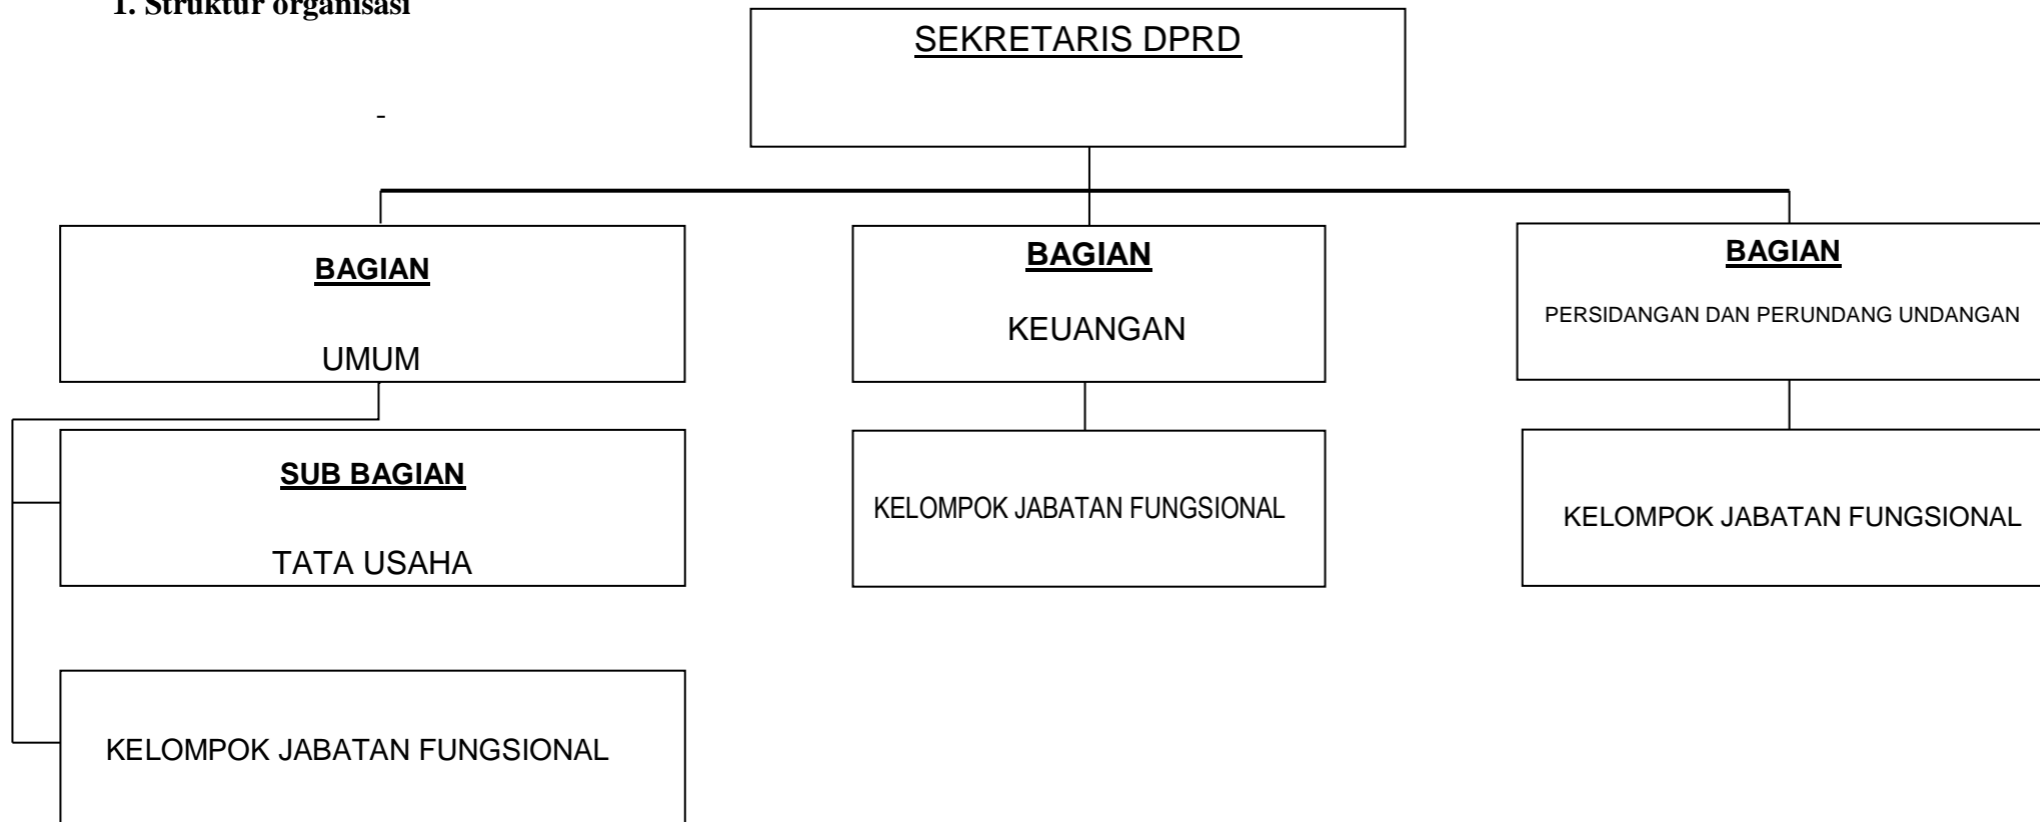 1. Struktur organisasi
SEKRETARIS DPRD
-
BAGIAN
UMUM
BAGIAN
KEUANGAN
BAGIAN
PERSIDANGAN DAN PERUNDANG UNDANGAN
SUB BAGIAN
TATA USAHA
KELOMPOK JABATAN FUNGSIONAL
KELOMPOK JABATAN FUNGSIONAL
KELOMPOK JABATAN FUNGSIONAL